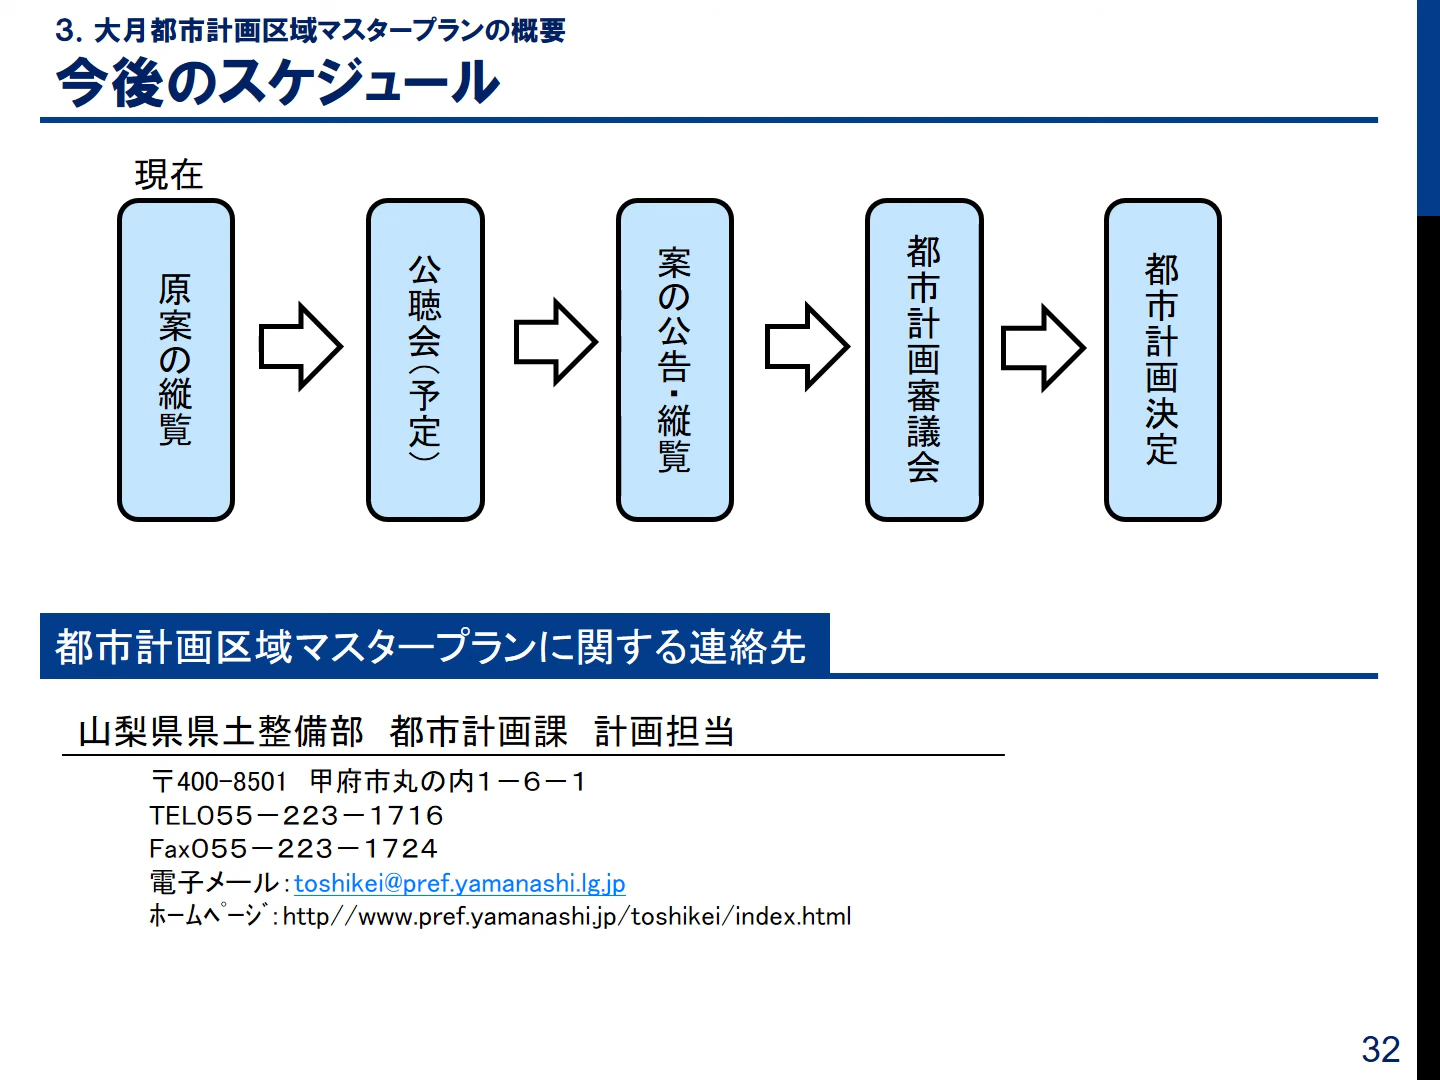 3．大月都市計画区域マスタープランの概要
今後のスケジュール
現在
原案の縦覧
公聴会（予定）
案の公告・縦覧
都市計画審議会
都市計画決定
都市計画区域マスタープランに関する連絡先
山梨県県土整備部　都市計画課　計画担当
〒400-8501　甲府市丸の内１－６－１
TEL０５５－２２３－１７１６
Fax０５５－２２３－１７２４
電子メール：toshikei@pref.yamanashi.lg.jp
ﾎｰﾑﾍﾟｰｼﾞ：http//www.pref.yamanashi.jp/toshikei/index.html
32